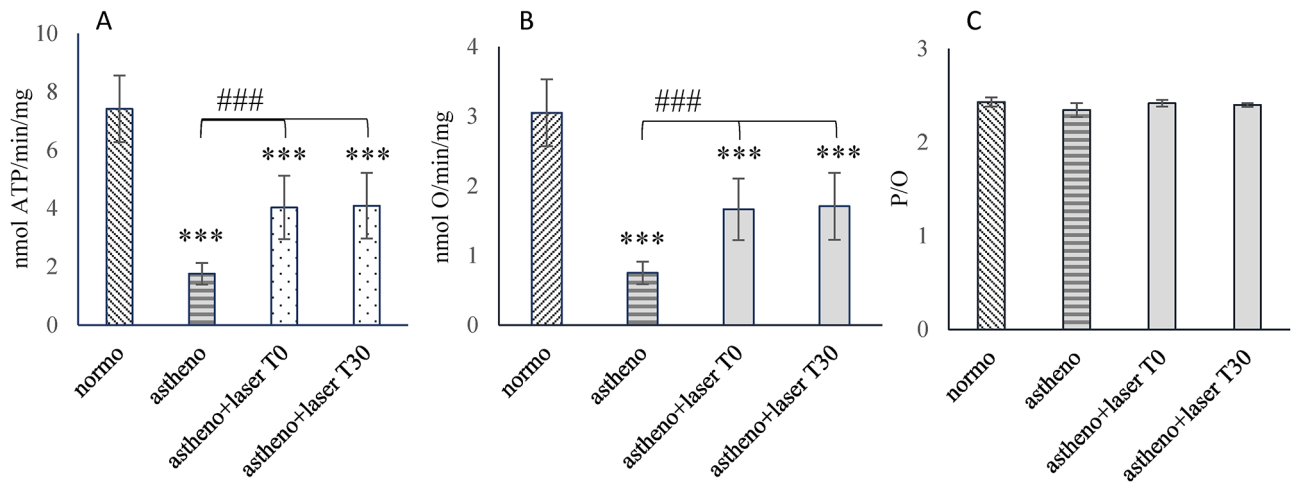 A
nmol ATP/min/mg
10
8
6
4
2
0
###
***
***
***
normo
astheno
astheno+laser T0
astheno+laser T30
B
nmol O/min/mg
4
3
2
1
0
###
***
***
***
normo
astheno
astheno+laser T0
astheno+laser T30
C
P/O
3
2
1
0
normo
astheno
astheno+laser T0
astheno+laser T30